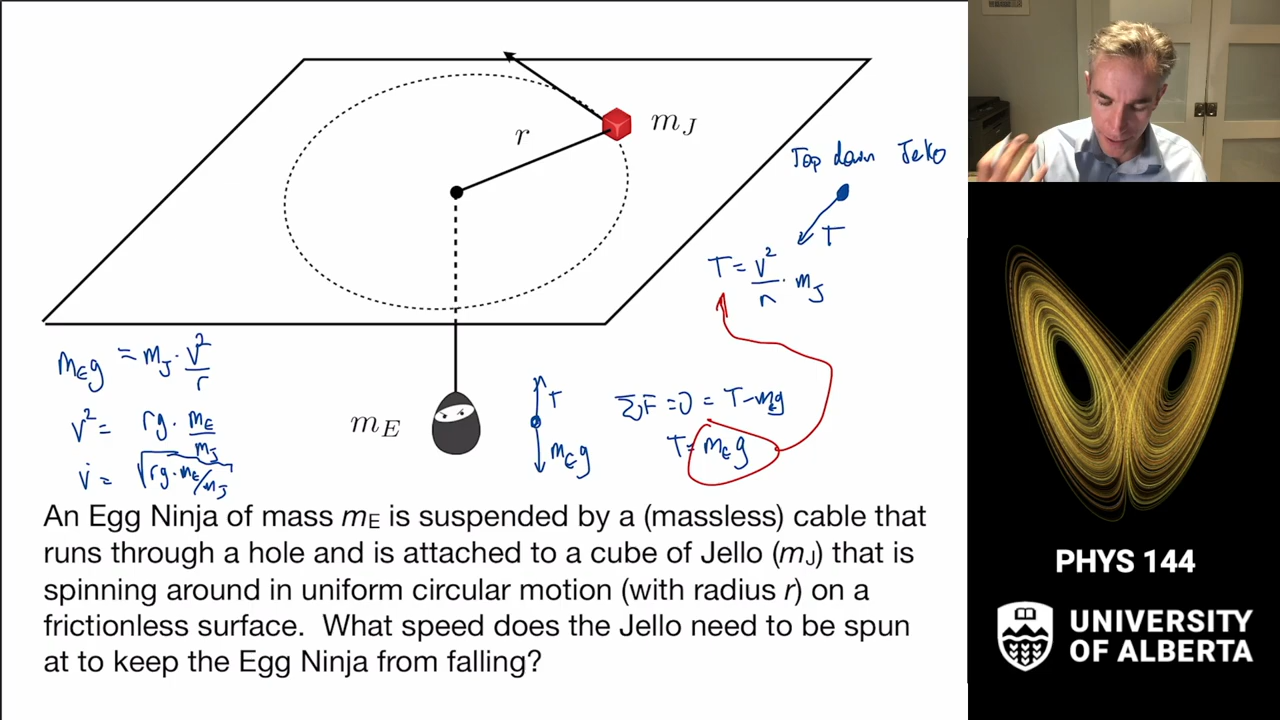 r
m_J
Top down Jello
T
T = v²/r · m_J
m_E g = m_J · v²/r
v² = rg · m_E/m_J
v = √(rg · m_E/m_J)
m_E
T
m_E g
ΣF = 0 = T - m_E g
T = m_E g
An Egg Ninja of mass mE is suspended by a (massless) cable that
runs through a hole and is attached to a cube of Jello (mJ) that is
spinning around in uniform circular motion (with radius r) on a
frictionless surface. What speed does the Jello need to be spun
at to keep the Egg Ninja from falling?
PHYS 144
UNIVERSITY
OF ALBERTA